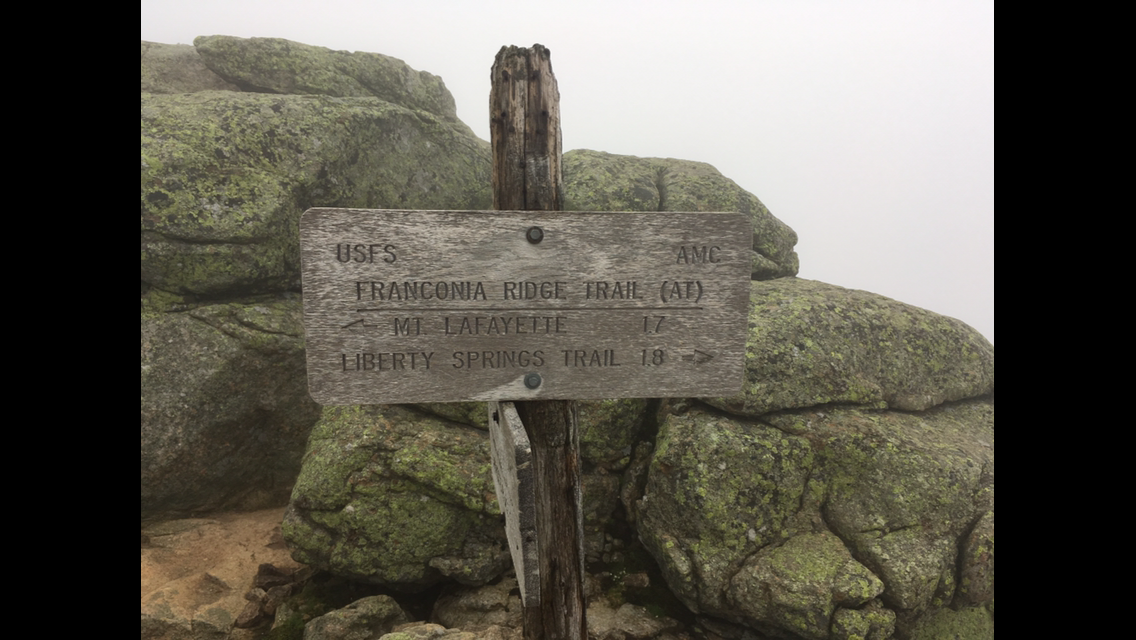 USFS AMC
FRANCONIA RIDGE TRAIL (AT)
<- MT. LAFAYETTE 1.7
LIBERTY SPRINGS TRAIL 1.8 ->